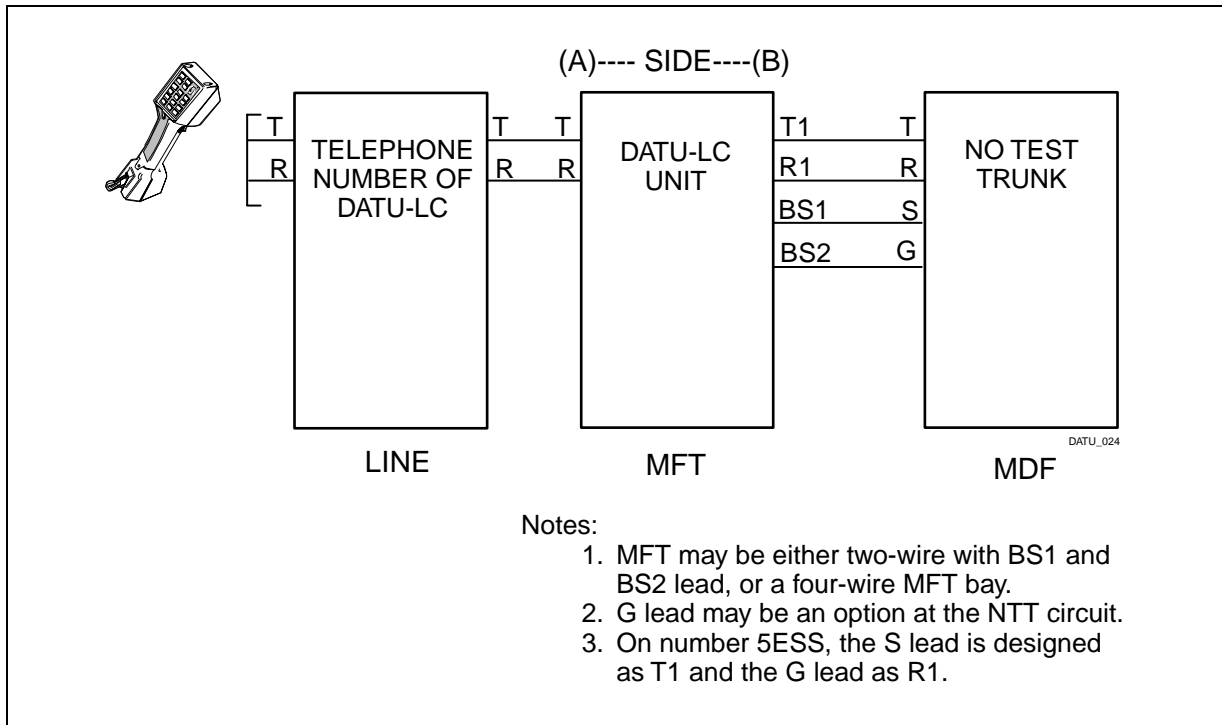 (A)---- SIDE----(B)
T T T T1 T
R R R R1 R
BS1 S
BS2 G
TELEPHONE
NUMBER OF
DATU-LC
DATU-LC
UNIT
NO TEST
TRUNK
DATU_024
LINE MFT MDF
Notes:
1. MFT may be either two-wire with BS1 and
BS2 lead, or a four-wire MFT bay.
2. G lead may be an option at the NTT circuit.
3. On number 5ESS, the S lead is designed
as T1 and the G lead as R1.